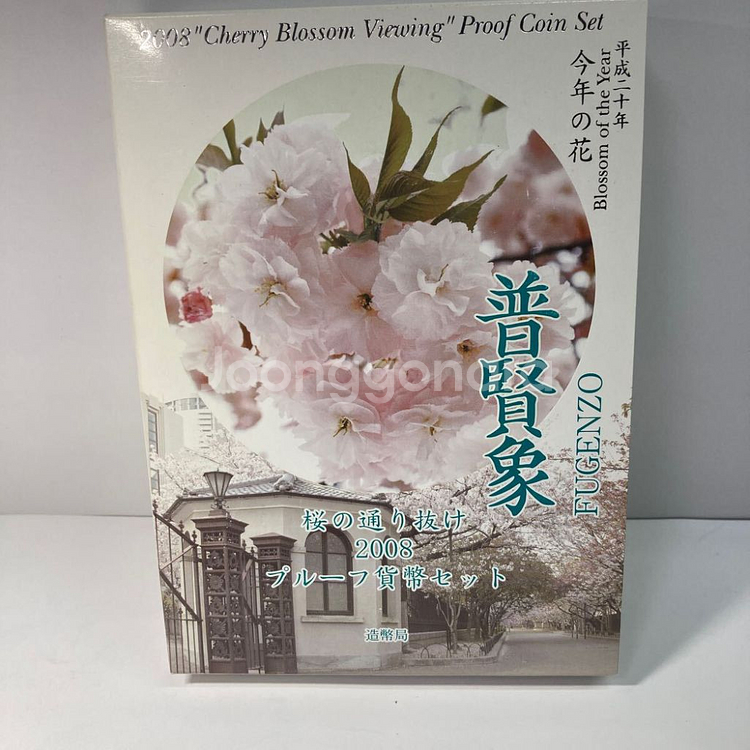 2008"Cherry Blossom Viewing" Proof Coin Set
平成二十年
今年の花
Blossom of the Year
普賢象
FUGENZO
桜の通り抜け
2008
プルーフ貨幣セット
造幣局